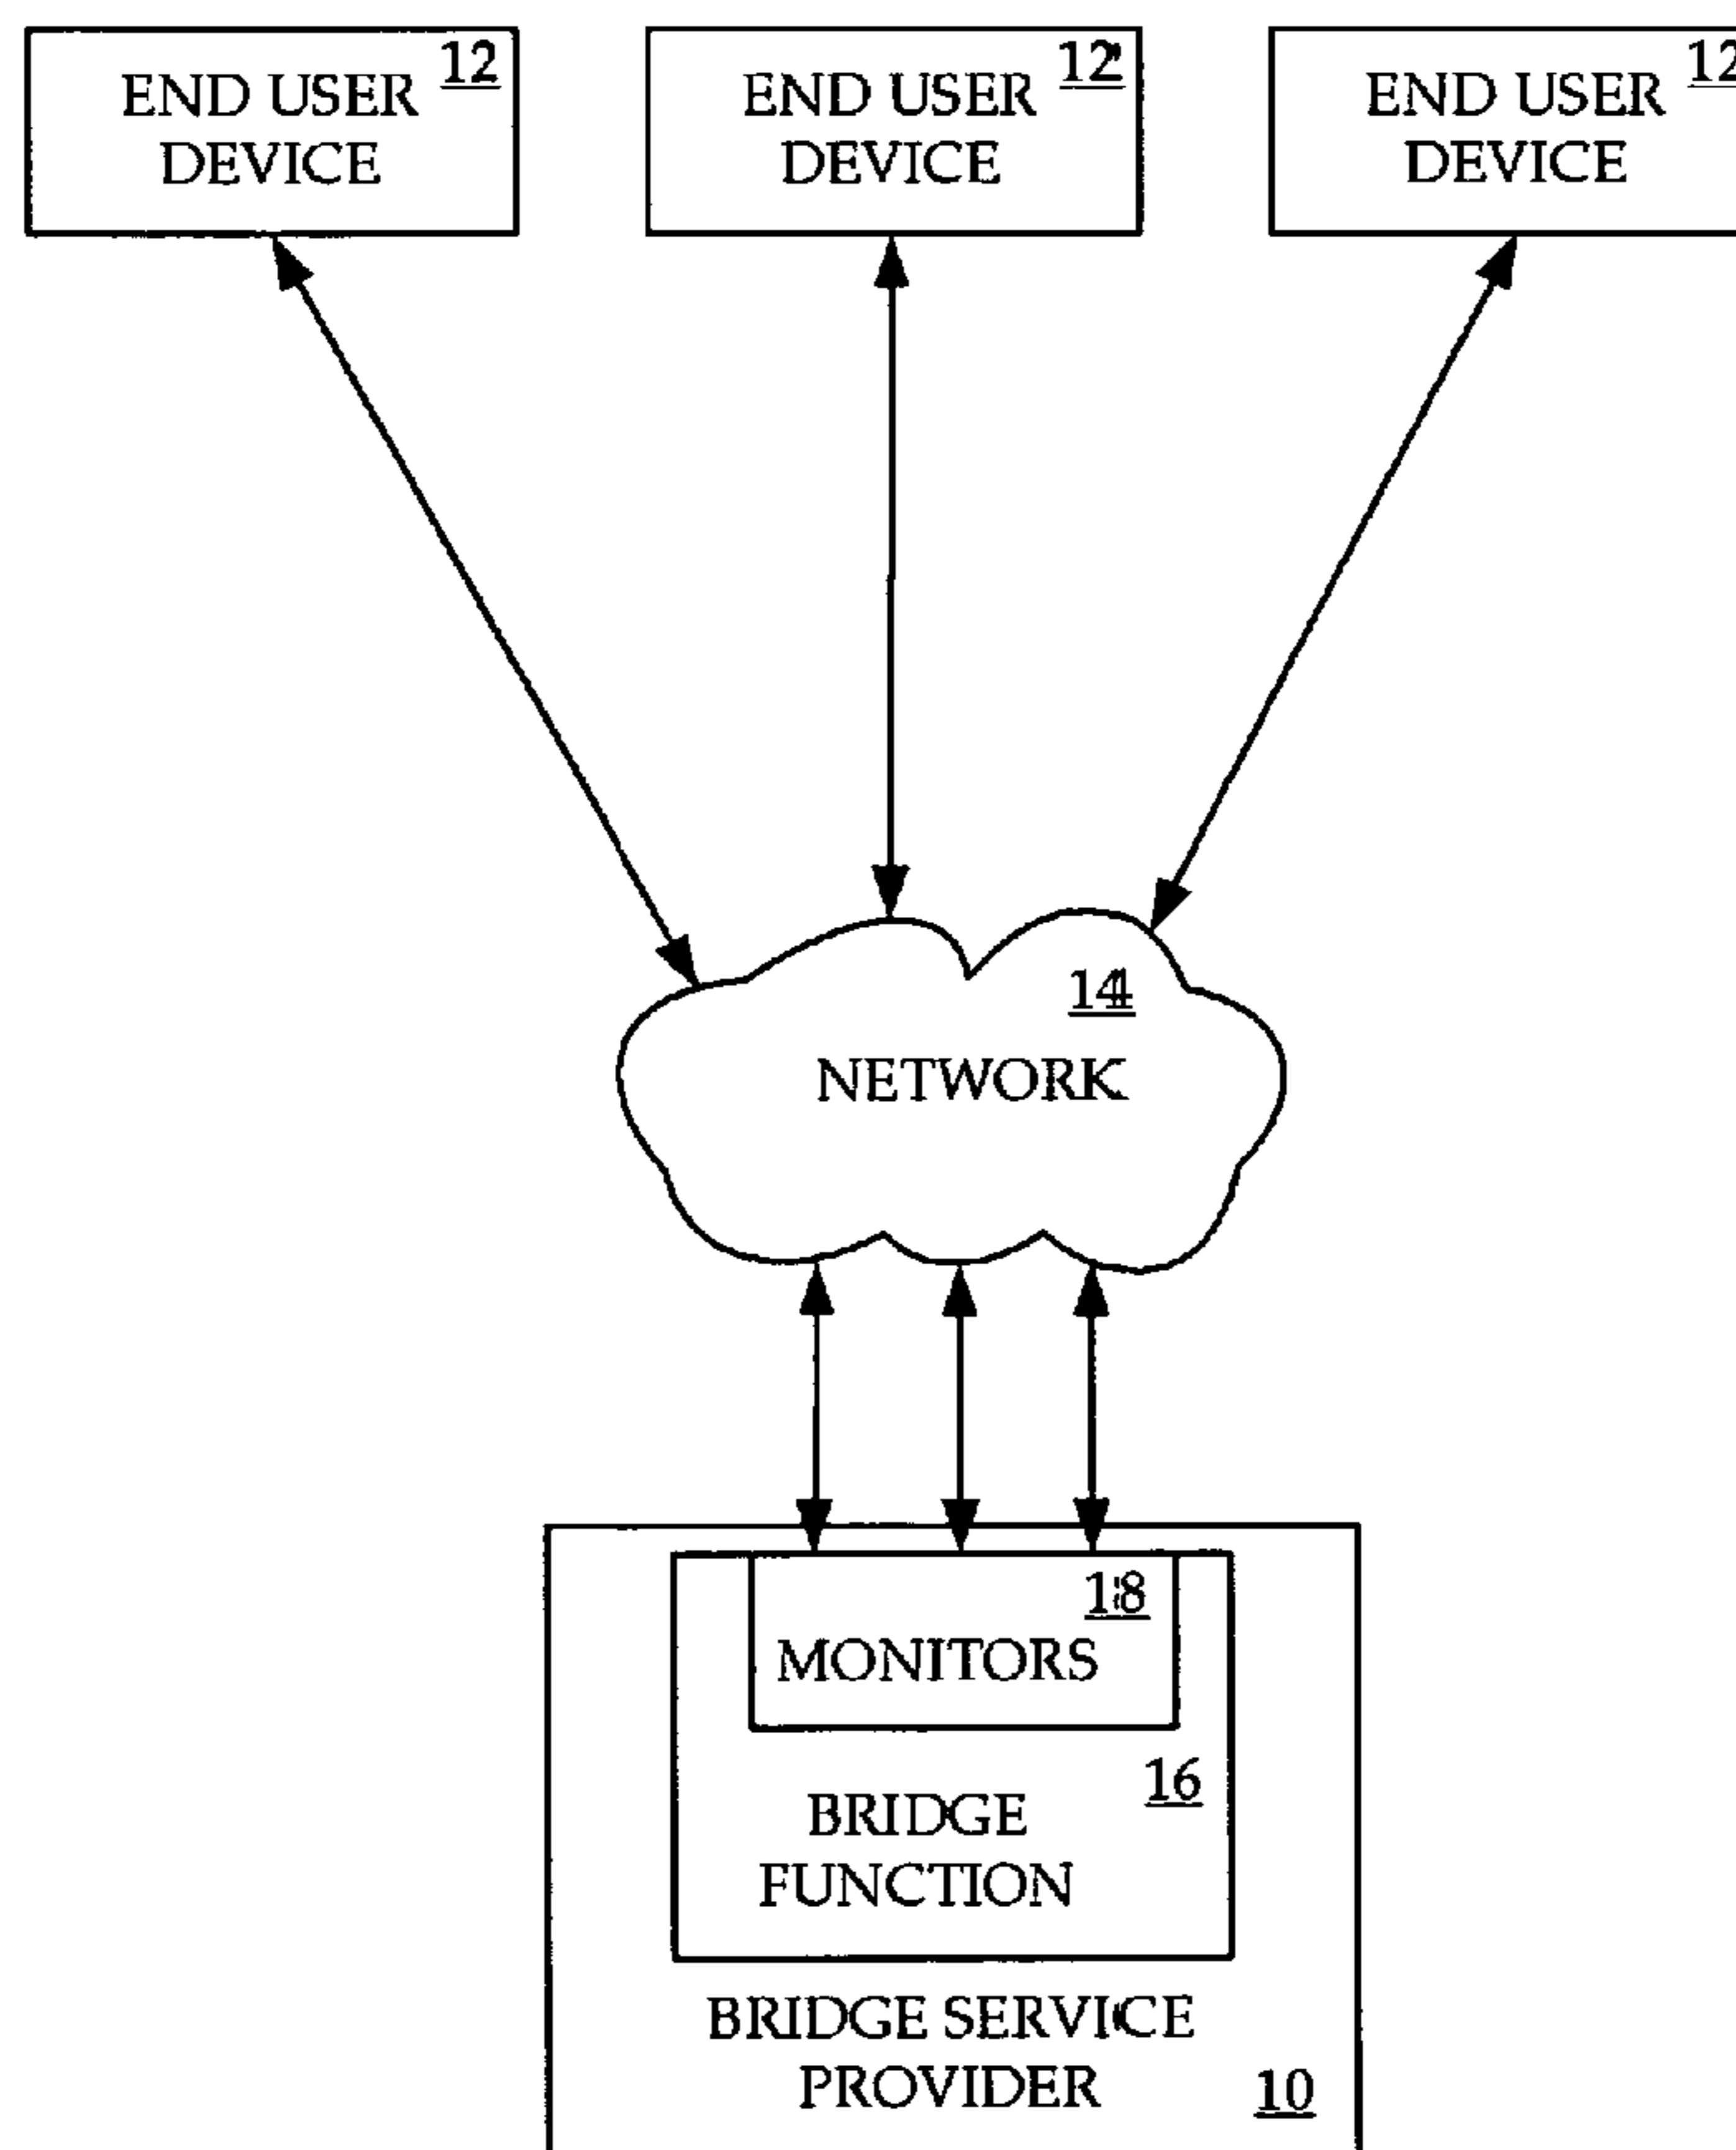 12
END USER
DEVICE
12'
END USER
DEVICE
12
END USER
DEVICE
14
NETWORK
18
MONITORS
16
BRIDGE
FUNCTION
BRIDGE SERVICE
PROVIDER
10